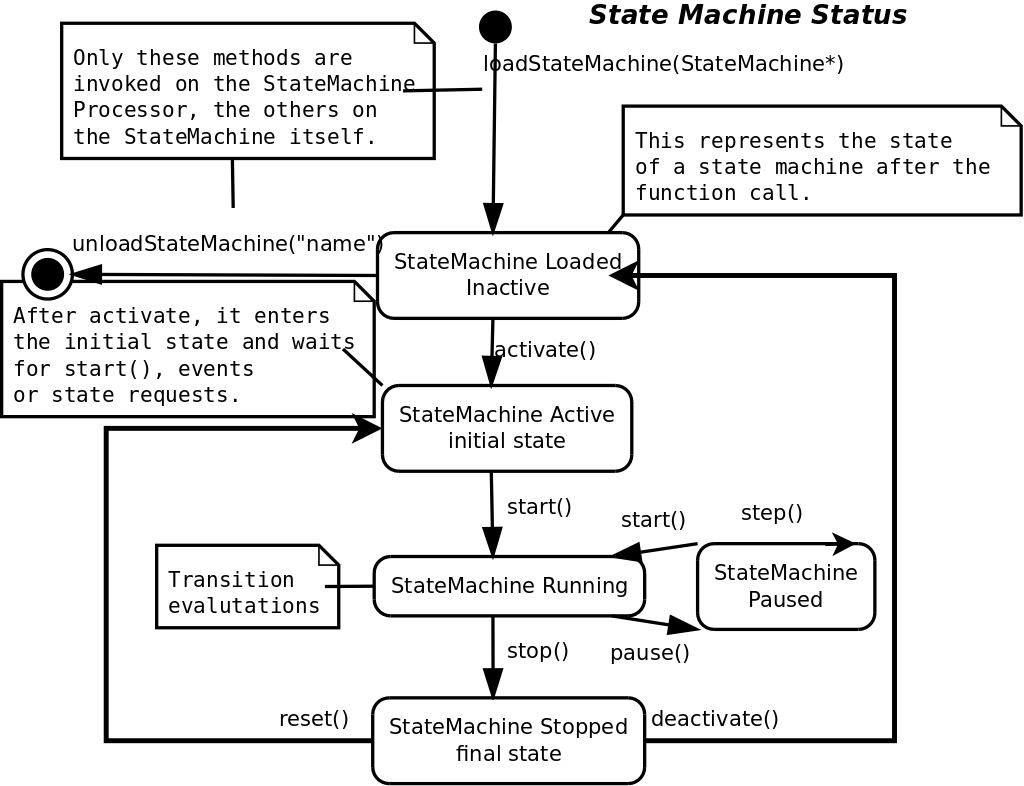 State Machine Status
Only these methods are
invoked on the StateMachine
Processor, the others on
the StateMachine itself.
loadStateMachine(StateMachine*)
This represents the state
of a state machine after the
function call.
unloadStateMachine("name")
StateMachine Loaded
Inactive
After activate, it enters
the initial state and waits
for start(), events
or state requests.
activate()
StateMachine Active
initial state
start()
start()
step()
Transition
evalutations
StateMachine Running
StateMachine
Paused
stop()
pause()
reset()
StateMachine Stopped
final state
deactivate()